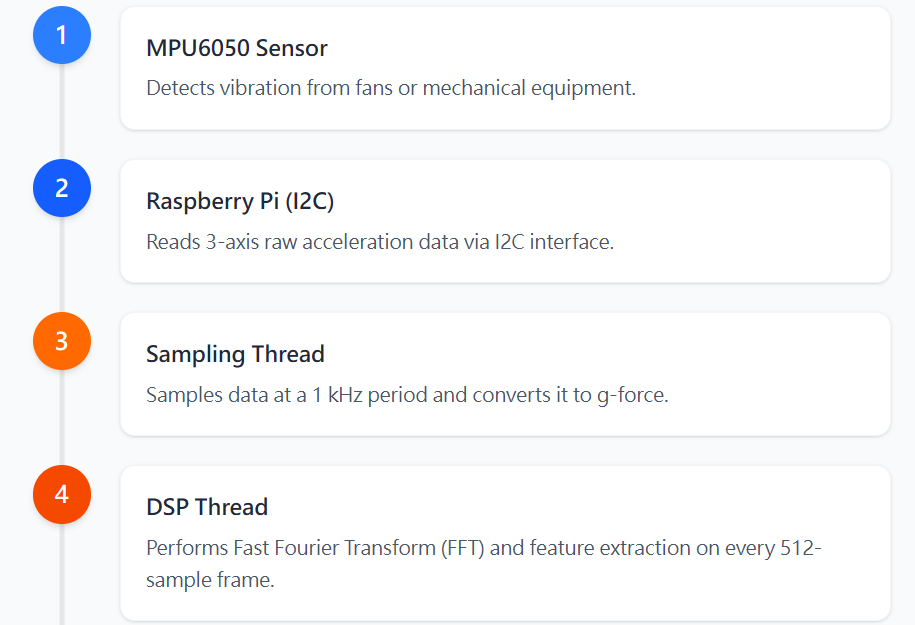 1
MPU6050 Sensor
Detects vibration from fans or mechanical equipment.
2
Raspberry Pi (I2C)
Reads 3-axis raw acceleration data via I2C interface.
3
Sampling Thread
Samples data at a 1 kHz period and converts it to g-force.
4
DSP Thread
Performs Fast Fourier Transform (FFT) and feature extraction on every 512-
sample frame.